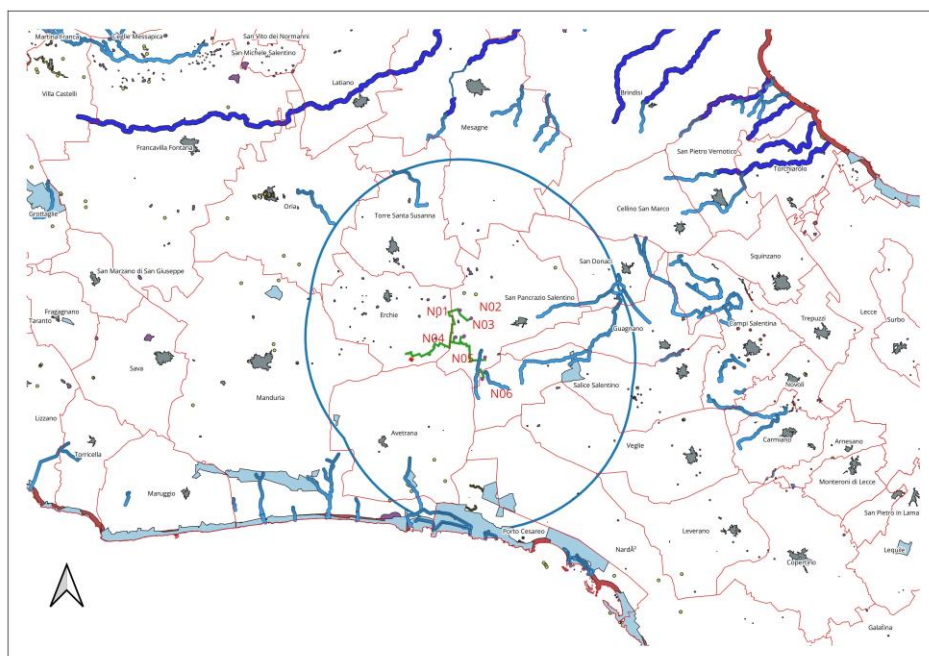 Martina Franca
Ceglie Messapica
San Vito dei Normanni
San Michele Salentino
Villa Castelli
Latiano
Brindisi
Mesagne
Francavilla Fontana
San Pietro Vernotico
Torchiarolo
Grottaglie
Oria
Torre Santa Susanna
Cellino San Marco
San Donaci
Squinzano
San Marzano di San Giuseppe
Fragagnano
Taranto
Erchie
N01
N02
N03
San Pancrazio Salentino
Guagnano
Campi Salentina
Trepuzzi
Lecce
Surbo
N04
N05
Sava
Manduria
N06
Salice Salentino
Novoli
Lizzano
Torricella
Avetrana
Veglie
Carmiano
Arnesano
Monteroni di Lecce
Maruggio
San Pietro in Lama
Porto Cesareo
Nardò
Leverano
Copertino
Lequile
Galatina